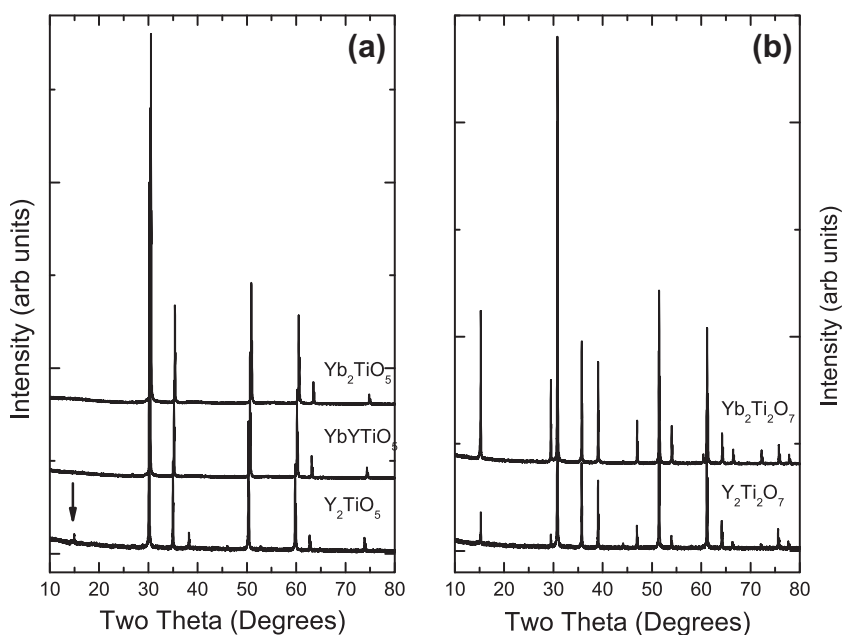 (a)
Intensity (arb units)
Yb2TiO5
YbYTiO5
Y2TiO5
10 20 30 40 50 60 70 80
Two Theta (Degrees)
(b)
Yb2Ti2O7
Y2Ti2O7
10 20 30 40 50 60 70 80
Two Theta (Degrees)
Intensity (arb units)